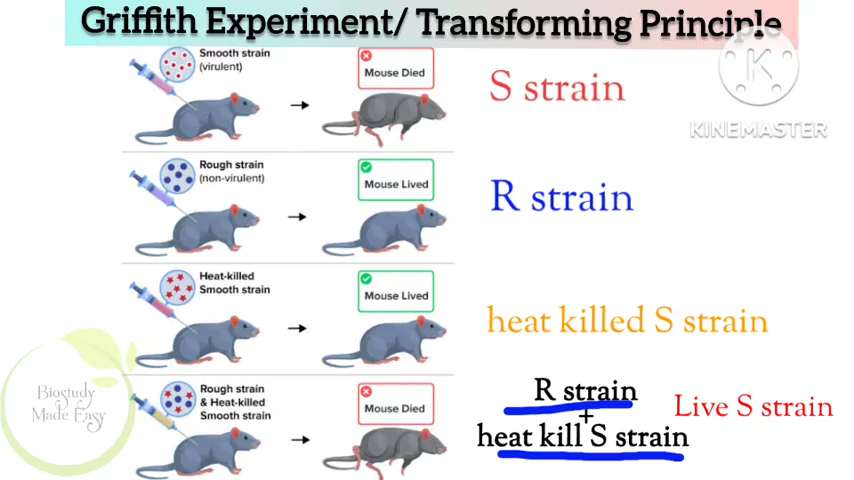 Griffith Experiment/ Transforming Principle
Smooth strain
(virulent)
Mouse Died
S strain
KINEMASTER
Rough strain
(non-virulent)
Mouse Lived
R strain
Heat-killed
Smooth strain
Mouse Lived
heat killed S strain
Rough strain
& Heat-killed
Smooth strain
Mouse Died
R strain
+
heat kill S strain
Live S strain
Biostudy
Made Easy